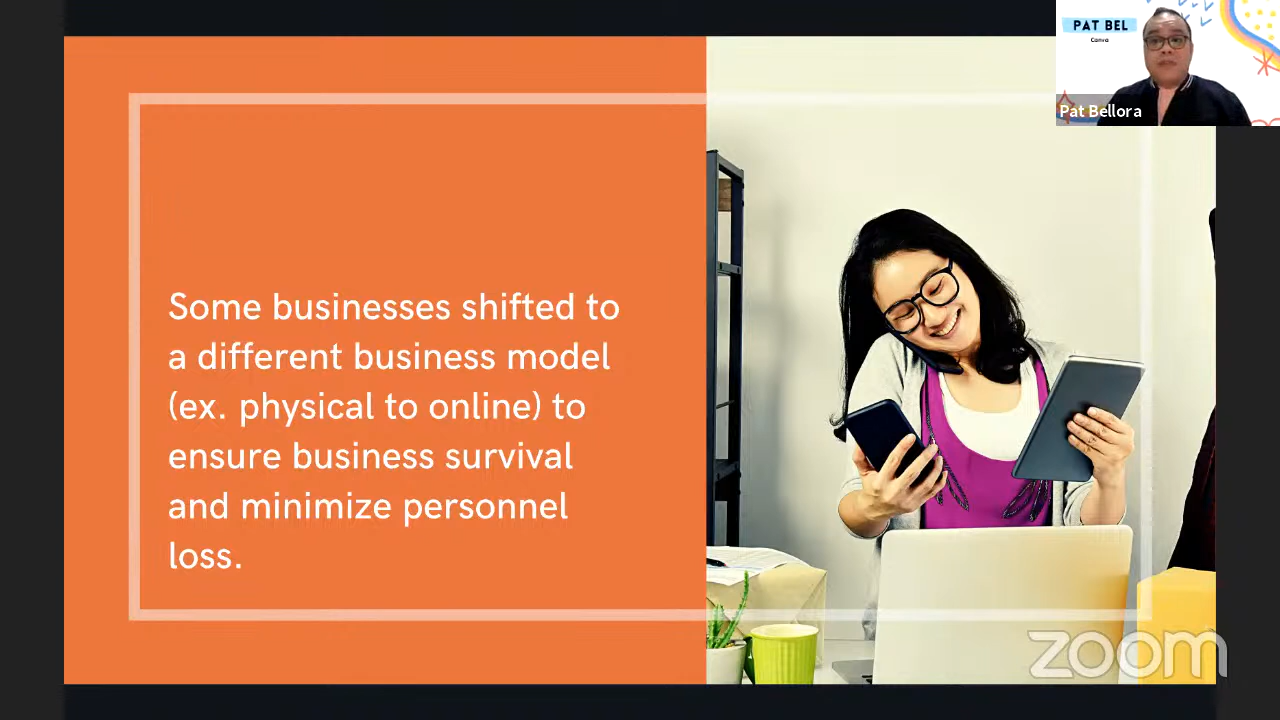 PAT BEL
Canva
Pat Bellora
Some businesses shifted to
a different business model
(ex. physical to online) to
ensure business survival
and minimize personnel
loss.
zoom